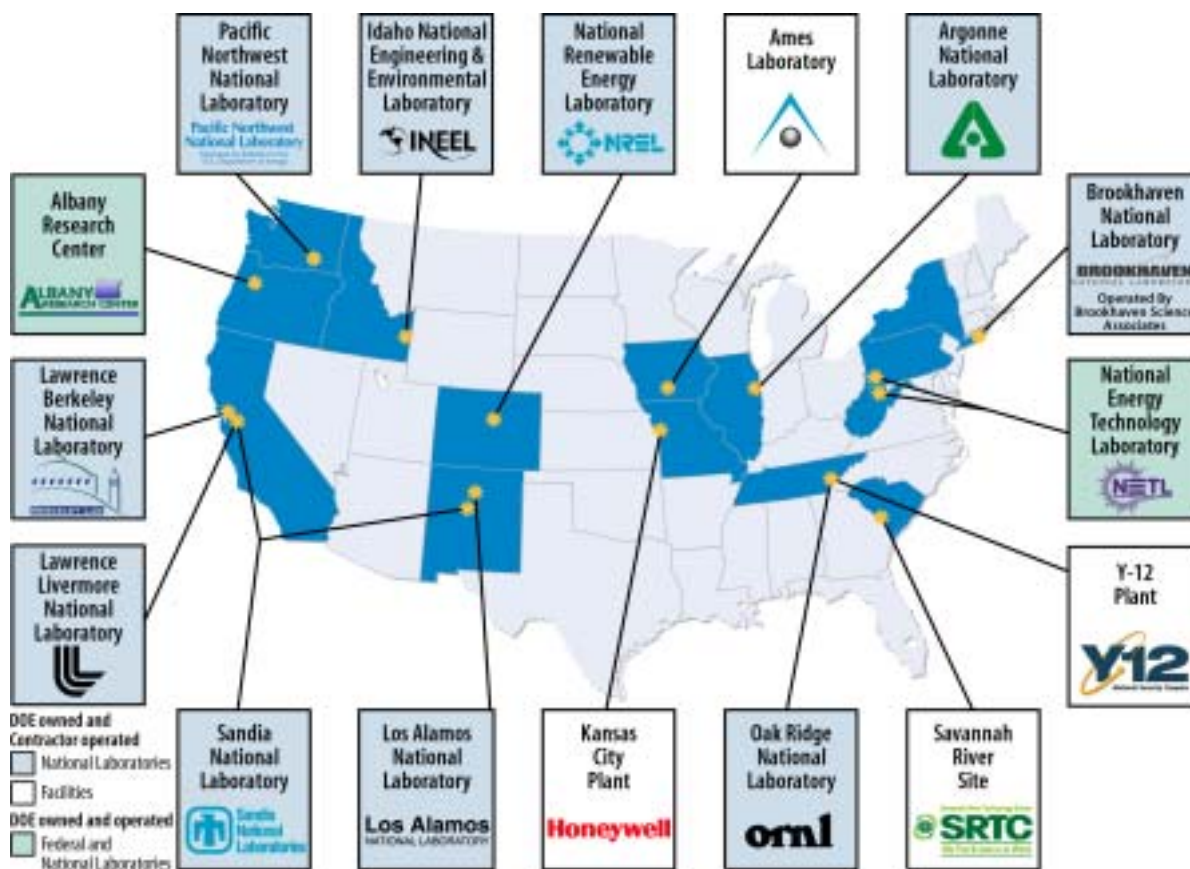 Pacific
Northwest
National
Laboratory
Pacific Northwest
National Laboratory
Idaho National
Engineering &
Environmental
Laboratory
INEEL
National
Renewable
Energy
Laboratory
NREL
Ames
Laboratory
Argonne
National
Laboratory
Albany
Research
Center
ALBANY
RESEARCH CENTER
Brookhaven
National
Laboratory
BROOKHAVEN
NATIONAL LABORATORY
Operated By
Brookhaven Science
Associates
Lawrence
Berkeley
National
Laboratory
BERKELEY LAB
National
Energy
Technology
Laboratory
NETL
Lawrence
Livermore
National
Laboratory
Y-12
Plant
Y12
DOE owned and
Contractor operated
National Laboratories
Facilities
DOE owned and operated
Federal and
National Laboratories
Sandia
National
Laboratory
Sandia
National
Laboratories
Los Alamos
National
Laboratory
Los Alamos
NATIONAL LABORATORY
Kansas
City
Plant
Honeywell
Oak Ridge
National
Laboratory
ornl
Savannah
River
Site
SRTC